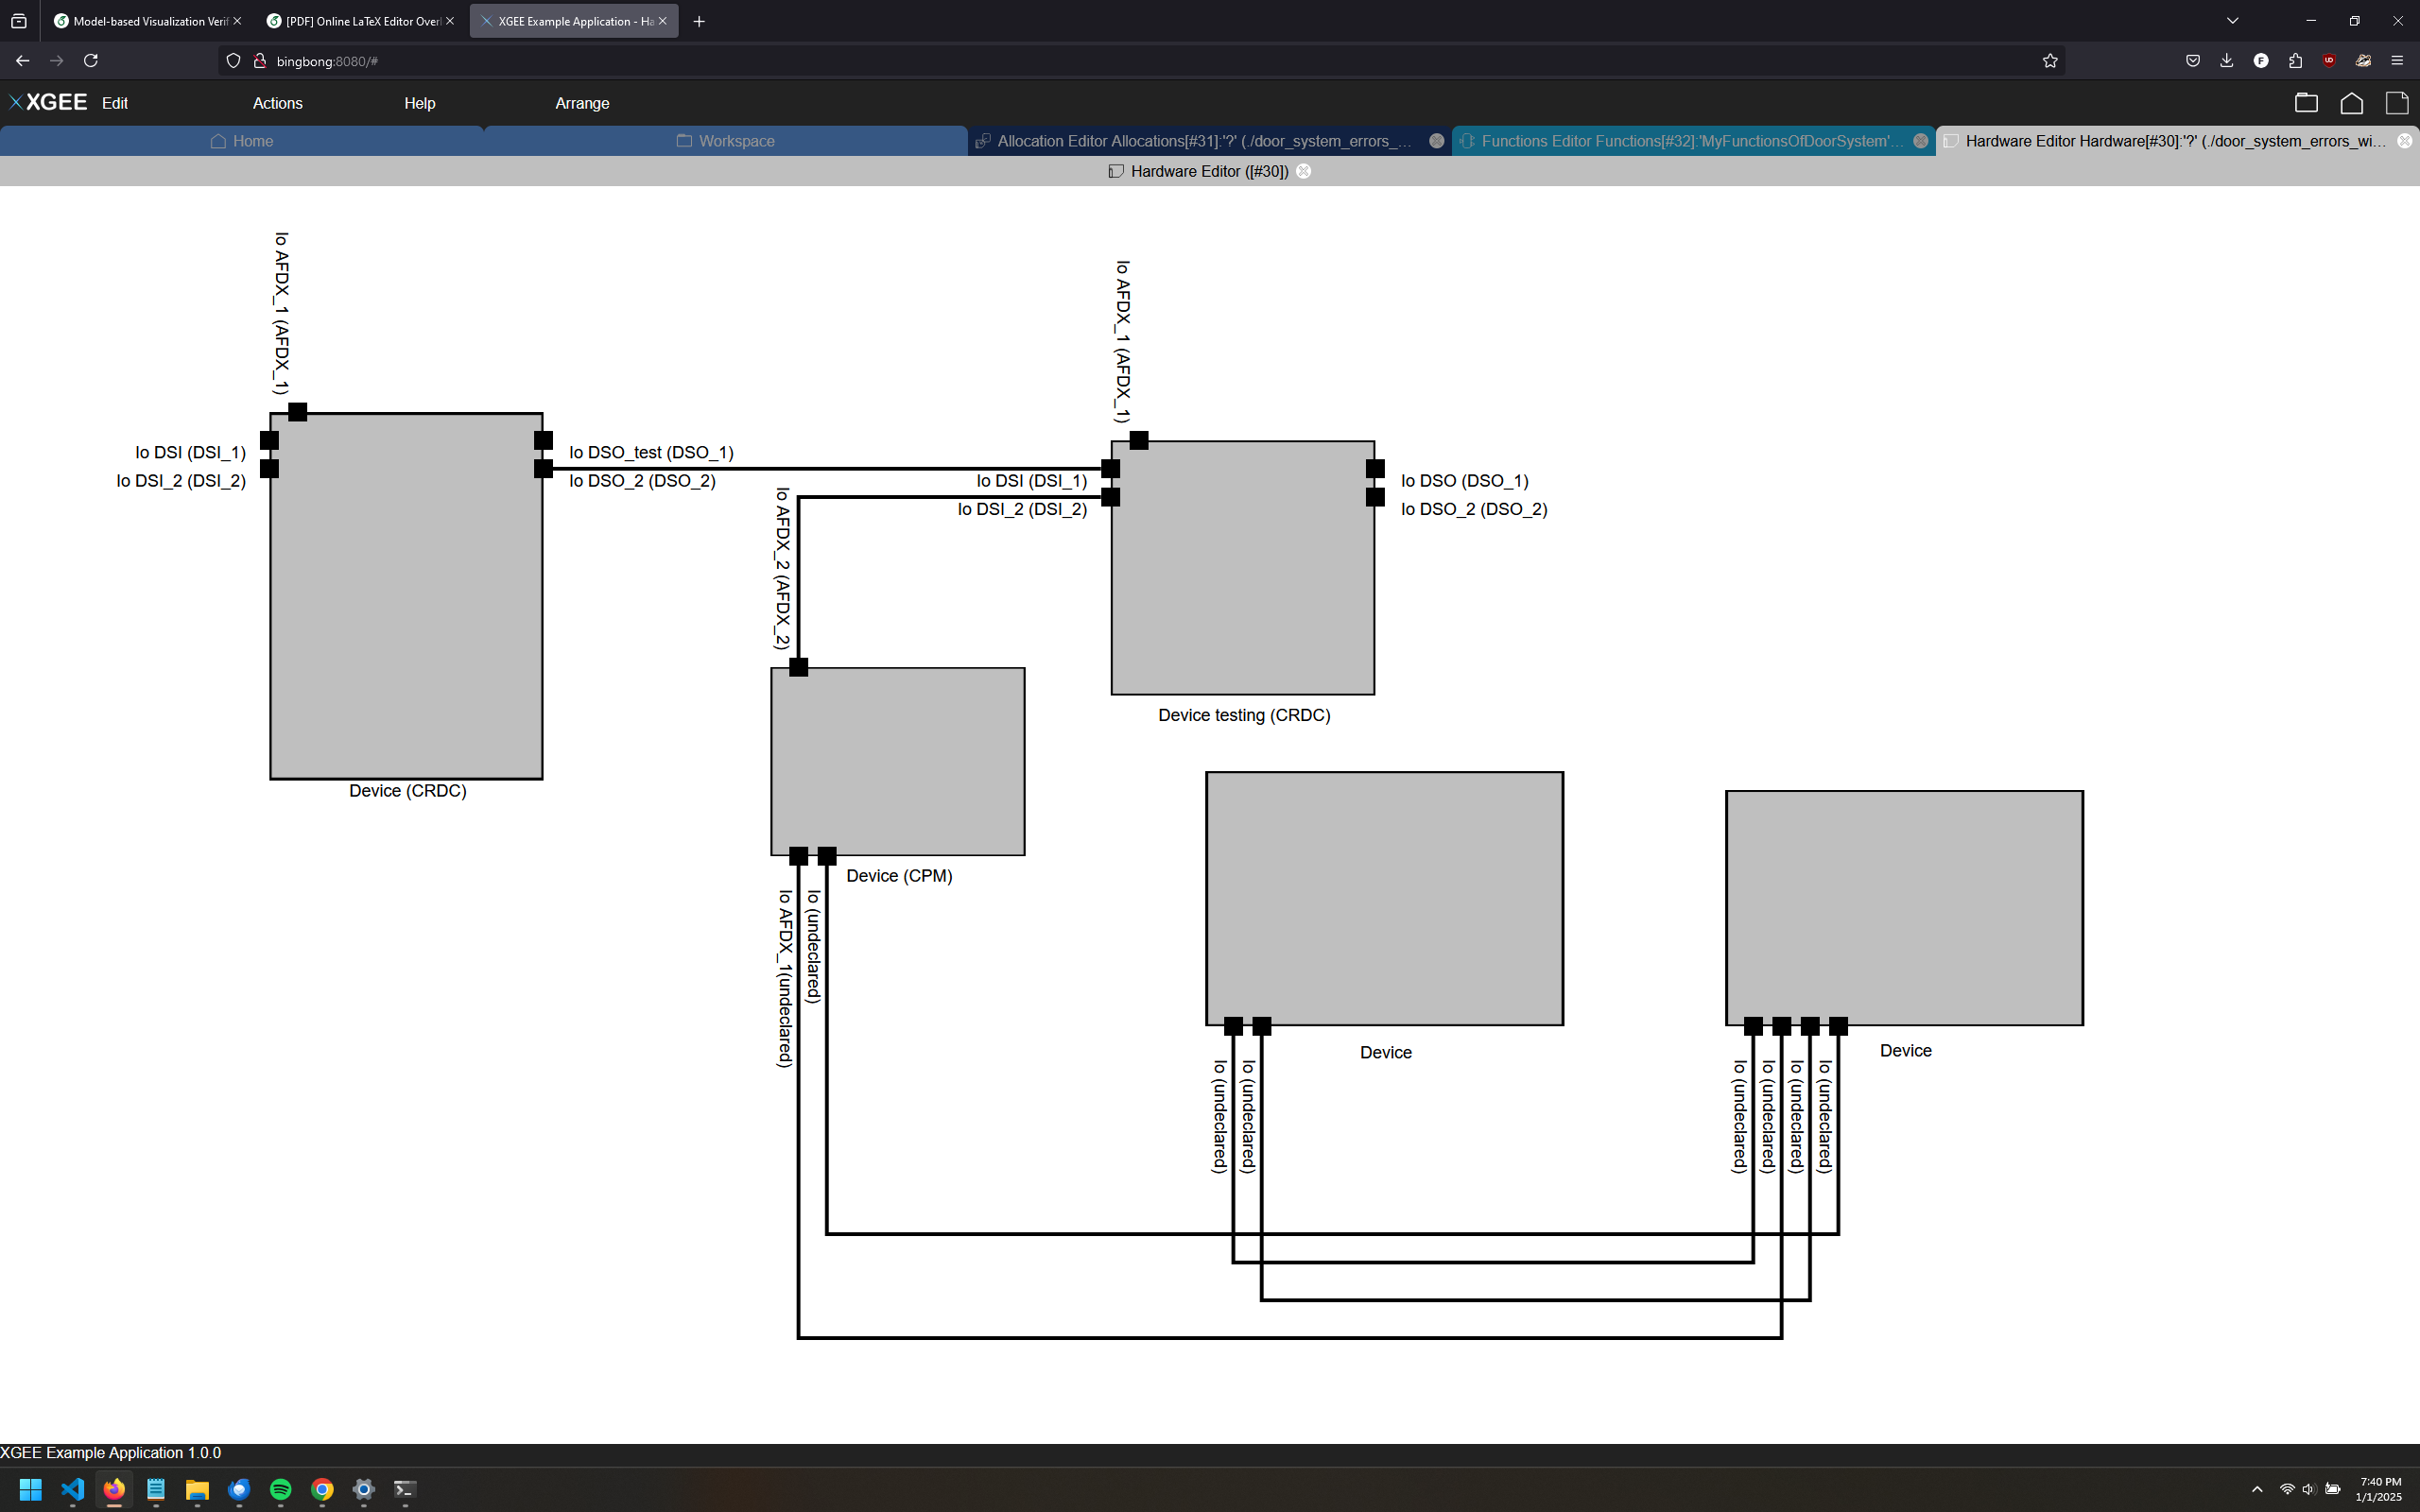 Model-based Visualization Verif
[PDF] Online LaTeX Editor Overl
XGEE Example Application - Ha
bingbong:8080/#
XGEE Edit Actions Help Arrange
Home
Workspace
Allocation Editor Allocations[#31]:'?' (./door_system_errors_...
Functions Editor Functions[#32]:'MyFunctionsOfDoorSystem'...
Hardware Editor Hardware[#30]:'?' (./door_system_errors_wi...
Hardware Editor ([#30])
Io AFDX_1 (AFDX_1)
Io DSI (DSI_1)
Io DSI_2 (DSI_2)
Io DSO_test (DSO_1)
Io DSO_2 (DSO_2)
Device (CRDC)
Io AFDX_1 (AFDX_1)
Io DSI (DSI_1)
Io DSI_2 (DSI_2)
Io DSO (DSO_1)
Io DSO_2 (DSO_2)
Device testing (CRDC)
Io AFDX_2 (AFDX_2)
Device (CPM)
Io AFDX_1(undeclared)
Io (undeclared)
Device
Io (undeclared)
Io (undeclared)
Device
Io (undeclared)
Io (undeclared)
Io (undeclared)
Io (undeclared)
XGEE Example Application 1.0.0
7:40 PM
1/1/2025